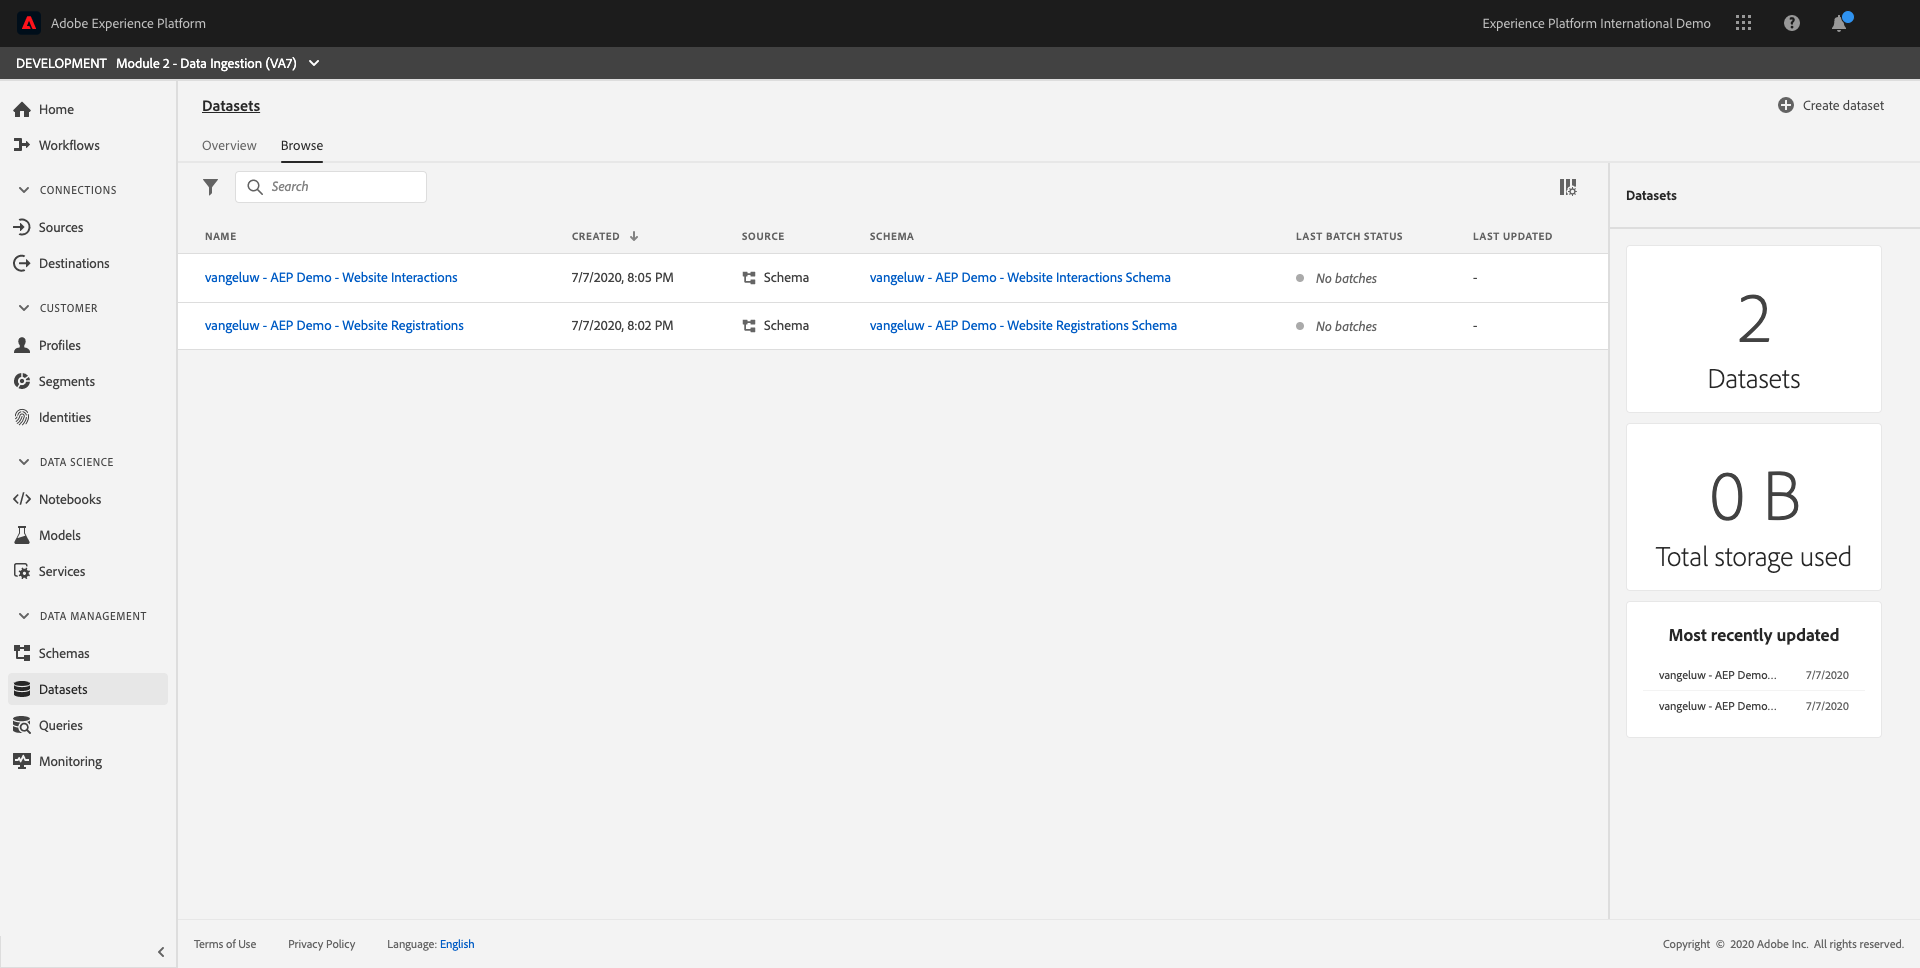 Adobe Experience Platform
Experience Platform International Demo
DEVELOPMENT Module 2 - Data Ingestion (VA7)
Home
Workflows
CONNECTIONS
Sources
Destinations
CUSTOMER
Profiles
Segments
Identities
DATA SCIENCE
Notebooks
Models
Services
DATA MANAGEMENT
Schemas
Datasets
Queries
Monitoring
Datasets
Create dataset
Overview Browse
Search
NAME CREATED SOURCE SCHEMA LAST BATCH STATUS LAST UPDATED
vangeluw - AEP Demo - Website Interactions 7/7/2020, 8:05 PM Schema vangeluw - AEP Demo - Website Interactions Schema No batches -
vangeluw - AEP Demo - Website Registrations 7/7/2020, 8:02 PM Schema vangeluw - AEP Demo - Website Registrations Schema No batches -
Datasets
2
Datasets
0 B
Total storage used
Most recently updated
vangeluw - AEP Demo... 7/7/2020
vangeluw - AEP Demo... 7/7/2020
Terms of Use Privacy Policy Language: English
Copyright © 2020 Adobe Inc. All rights reserved.